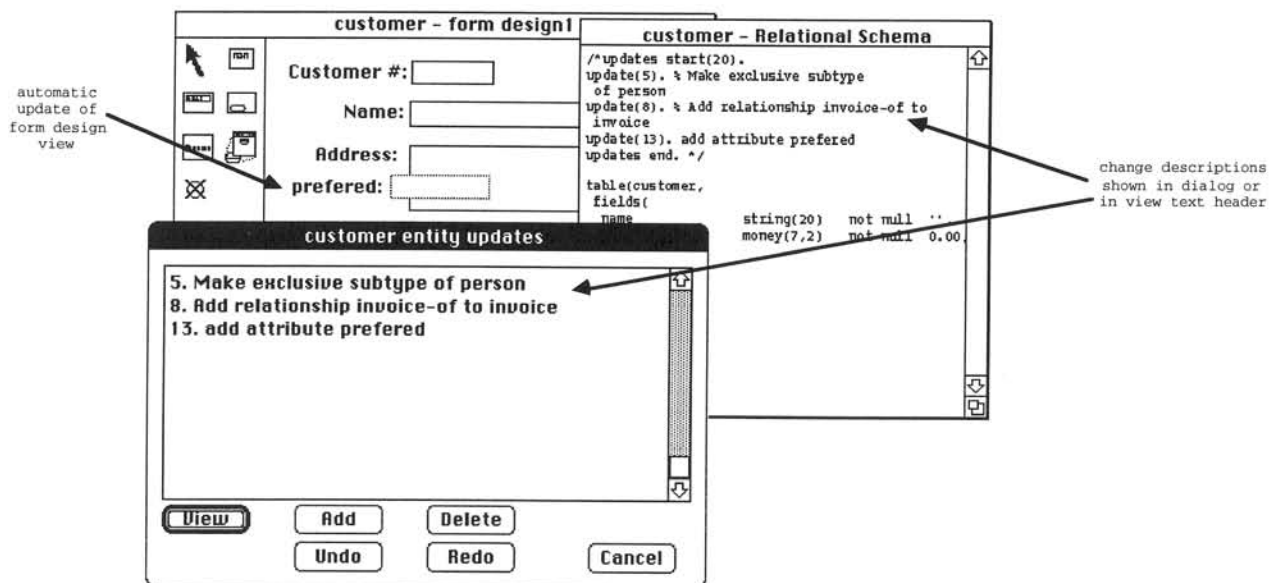 customer – form design1
Customer #:
Name:
Address:
prefered:
automatic
update of
form design
view
customer – Relational Schema
/*updates start(20).
update(5). % Make exclusive subtype
of person
update(8). % Add relationship invoice-of to
invoice
update(13). add attribute prefered
updates end. */
table(customer,
fields(
name string(20) not null ''
money(7,2) not null 0.00,
change descriptions
shown in dialog or
in view text header
customer entity updates
5. Make exclusive subtype of person
8. Add relationship invoice-of to invoice
13. add attribute prefered
View Add Delete
Undo Redo Cancel